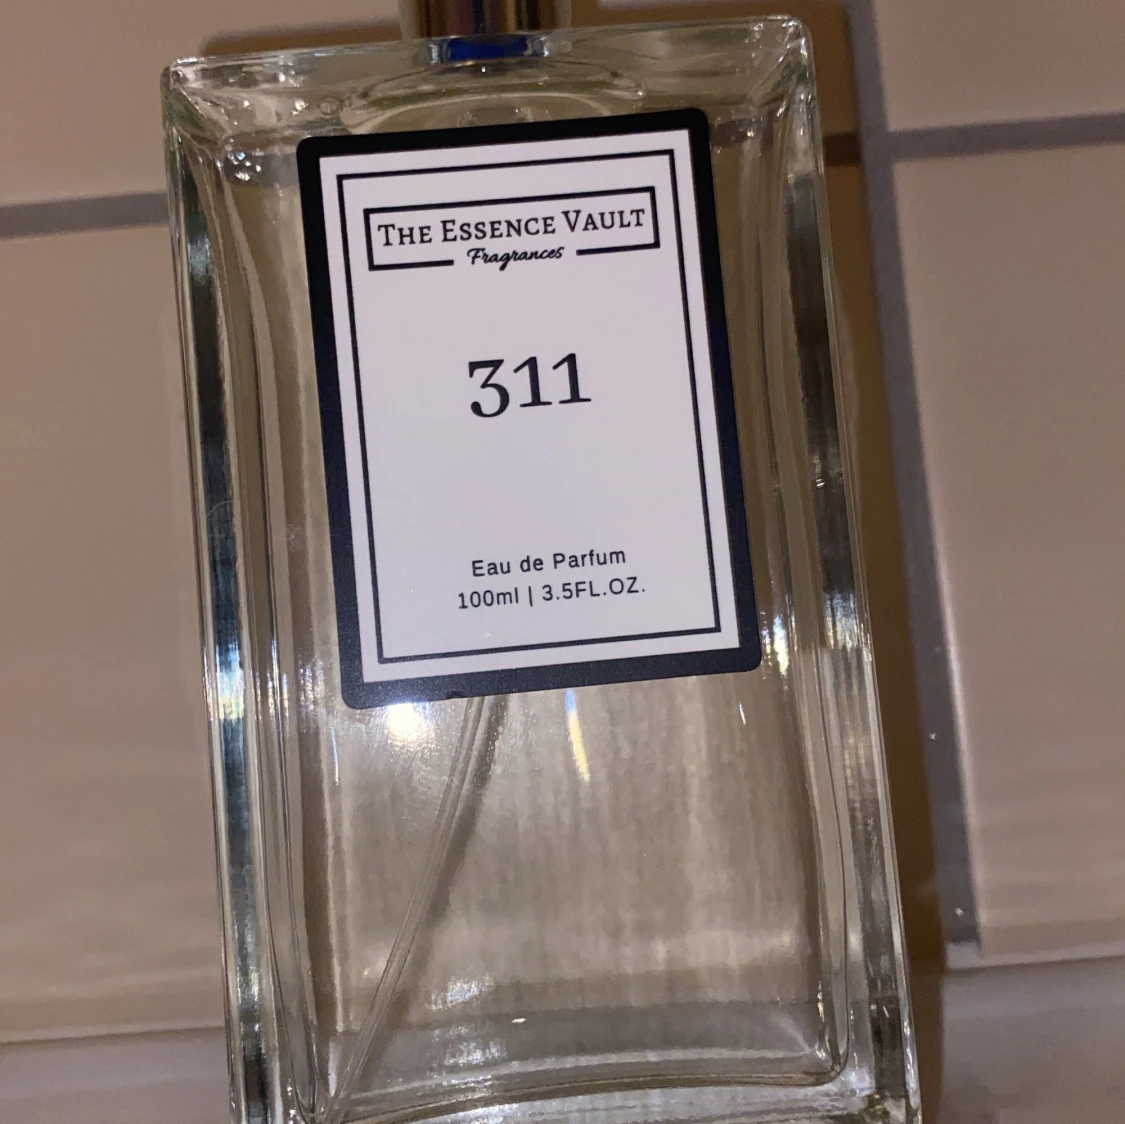 THE ESSENCE VAULT
Fragrances
311
Eau de Parfum
100ml | 3.5FL.OZ.